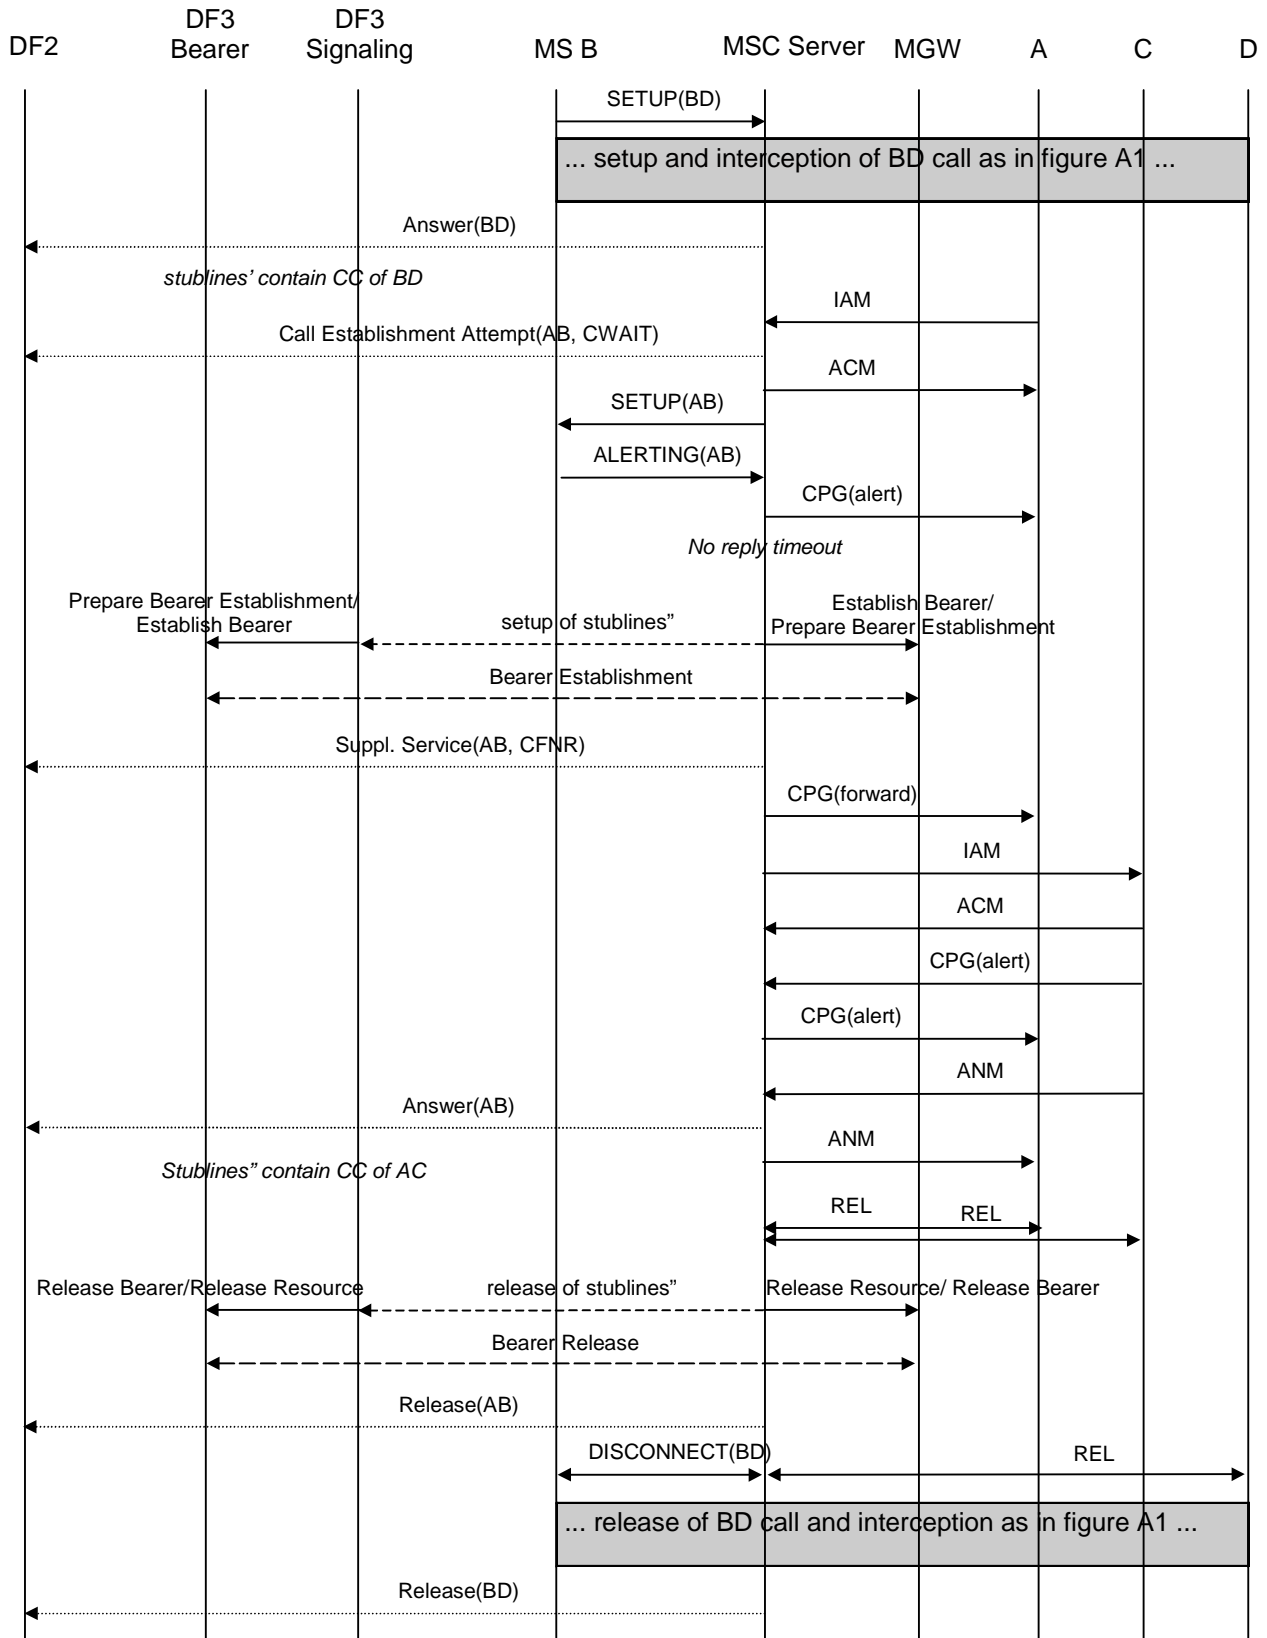 DF2
DF3
Bearer
DF3
Signaling
MS B
MSC Server
MGW
A
C
D
SETUP(BD)
... setup and interception of BD call as in figure A1 ...
Answer(BD)
stublines’ contain CC of BD
IAM
Call Establishment Attempt(AB, CWAIT)
ACM
SETUP(AB)
ALERTING(AB)
CPG(alert)
No reply timeout
Prepare Bearer Establishment/
Establish Bearer
setup of stublines”
Establish Bearer/
Prepare Bearer Establishment
Bearer Establishment
Suppl. Service(AB, CFNR)
CPG(forward)
IAM
ACM
CPG(alert)
CPG(alert)
ANM
Answer(AB)
ANM
Stublines” contain CC of AC
REL
REL
Release Bearer/Release Resource
release of stublines”
Release Resource/ Release Bearer
Bearer Release
Release(AB)
DISCONNECT(BD)
REL
... release of BD call and interception as in figure A1 ...
Release(BD)